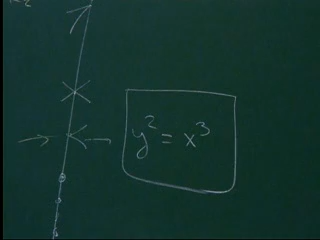 y² = x³